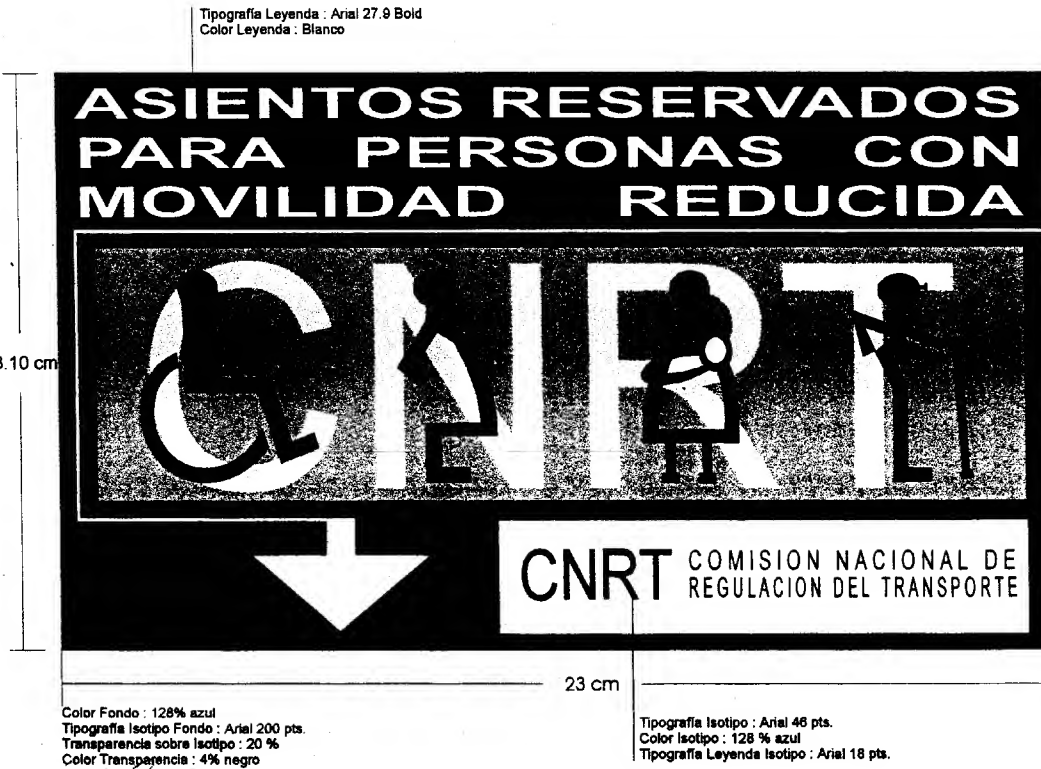 Tipografía Leyenda : Arial 27.9 Bold
Color Leyenda : Blanco
ASIENTOS RESERVADOS
PARA PERSONAS CON
MOVILIDAD REDUCIDA
CNRT
.10 cm
CNRT COMISION NACIONAL DE
REGULACION DEL TRANSPORTE
23 cm
Color Fondo : 128% azul
Tipografía Isotipo Fondo : Arial 200 pts.
Transparencia sobre Isotipo : 20 %
Color Transparencia : 4% negro
Tipografía Isotipo : Arial 46 pts.
Color Isotipo : 128 % azul
Tipografía Leyenda Isotipo : Arial 18 pts.